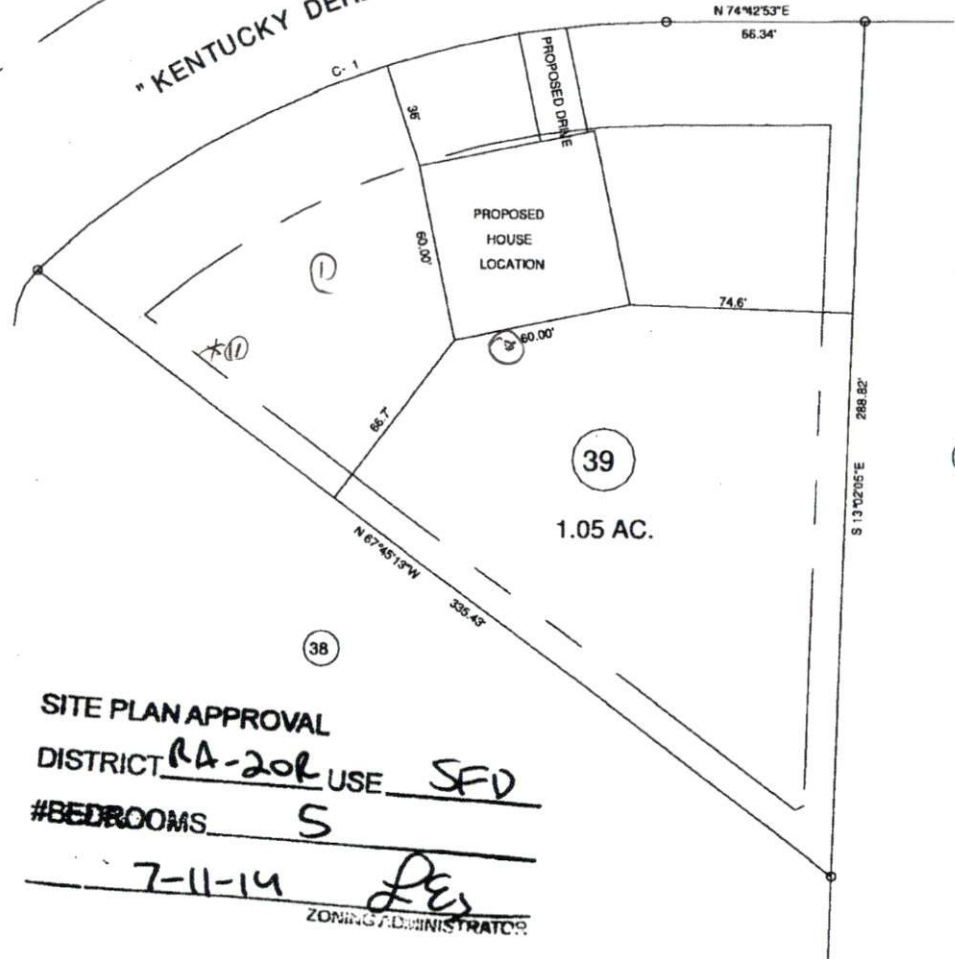 " KENTUCKY
N 74°42'53"E
66.34'
C- 1
PROPOSED DRIVE
36'
PROPOSED
HOUSE
LOCATION
60.00'
60.00'
74.6'
66.7'
1
*11
39
1.05 AC.
288.82'
S 13°02'05"E
N 67°45'13"W
335.43'
38
SITE PLAN APPROVAL
DISTRICT RA-20R USE SFD
#BEDROOMS 5
7-11-14
ZONING ADMINISTRATOR